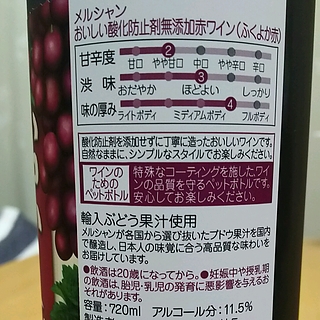 メルシャン
おいしい酸化防止剤無添加赤ワイン(ふくよか赤)
甘辛度 2
甘口 やや甘口 中口 やや辛口 辛口
渋味 3
おだやか ほどよい しっかり
味の厚み 4
ライトボディ ミディアムボディ フルボディ
酸化防止剤を添加せずに丁寧に造ったおいしいワインです。
自然なままに、シンプルなスタイルでお楽しみください。
ワインの
ための
ペットボトル
特殊なコーティングを施した、ワイ
ンの品質を守るペットボトルです。
安心してお楽しみください。
輸入ぶどう果汁使用
メルシャンが各国から選び抜いたブドウ果汁を国内
で醸造し、日本人の味覚に合う高品質な味わいを
お届けしています。
●飲酒は20歳になってから。●妊娠中や授乳期
の飲酒は、胎児・乳児の発育に悪影響を与えるお
それがあります。
容量:720ml アルコール分:11.5%